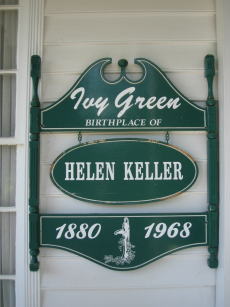 Ivy Green
BIRTHPLACE OF
HELEN KELLER
1880 1968